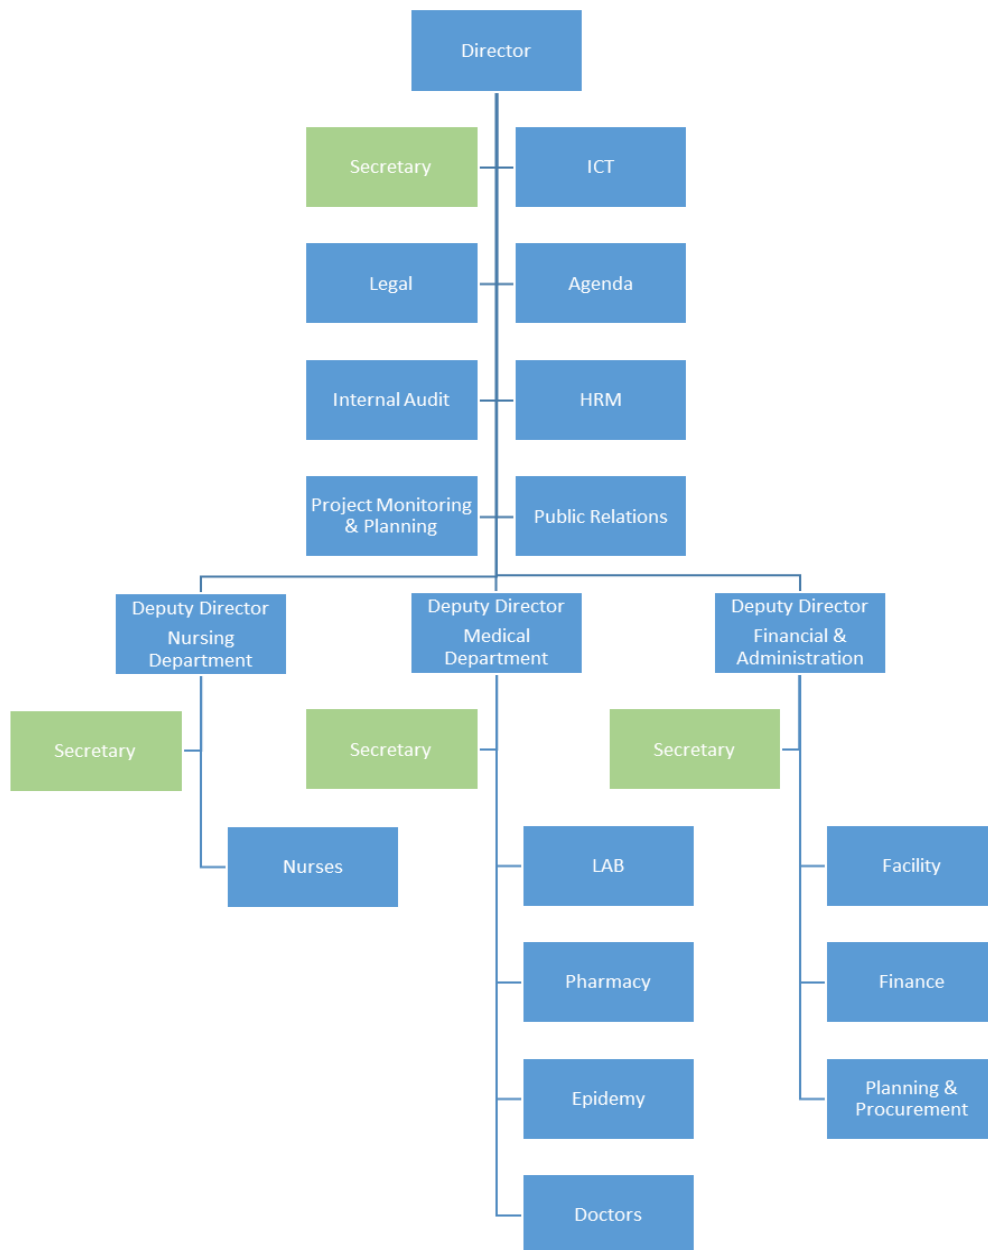 Director
Secretary
ICT
Legal
Agenda
Internal Audit
HRM
Project Monitoring
& Planning
Public Relations
Deputy Director
Nursing
Department
Deputy Director
Medical
Department
Deputy Director
Financial &
Administration
Secretary
Secretary
Secretary
Nurses
LAB
Facility
Pharmacy
Finance
Epidemy
Planning &
Procurement
Doctors